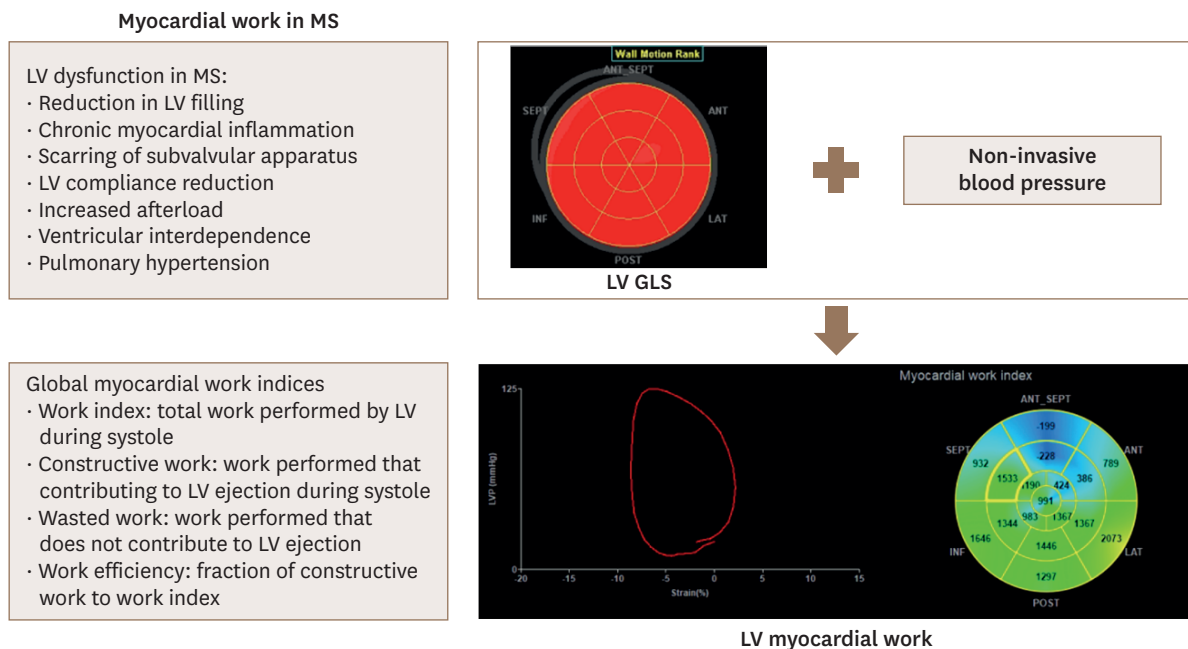 Myocardial work in MS
LV dysfunction in MS:
· Reduction in LV filling
· Chronic myocardial inflammation
· Scarring of subvalvular apparatus
· LV compliance reduction
· Increased afterload
· Ventricular interdependence
· Pulmonary hypertension
Wall Motion Rank
ANT_SEPT
SEPT
ANT
INF
LAT
POST
LV GLS
Non-invasive
blood pressure
Global myocardial work indices
· Work index: total work performed by LV
during systole
· Constructive work: work performed that
contributing to LV ejection during systole
· Wasted work: work performed that
does not contribute to LV ejection
· Work efficiency: fraction of constructive
work to work index
125
LVP (mmHg)
0
-20
-15
-10
-5
0
5
10
15
Strain(%)
Myocardial work index
ANT_SEPT
-199
SEPT
ANT
932
-228
789
1533
386
424
991
983
1367
1344
1367
1646
1446
2073
INF
LAT
1297
POST
LV myocardial work